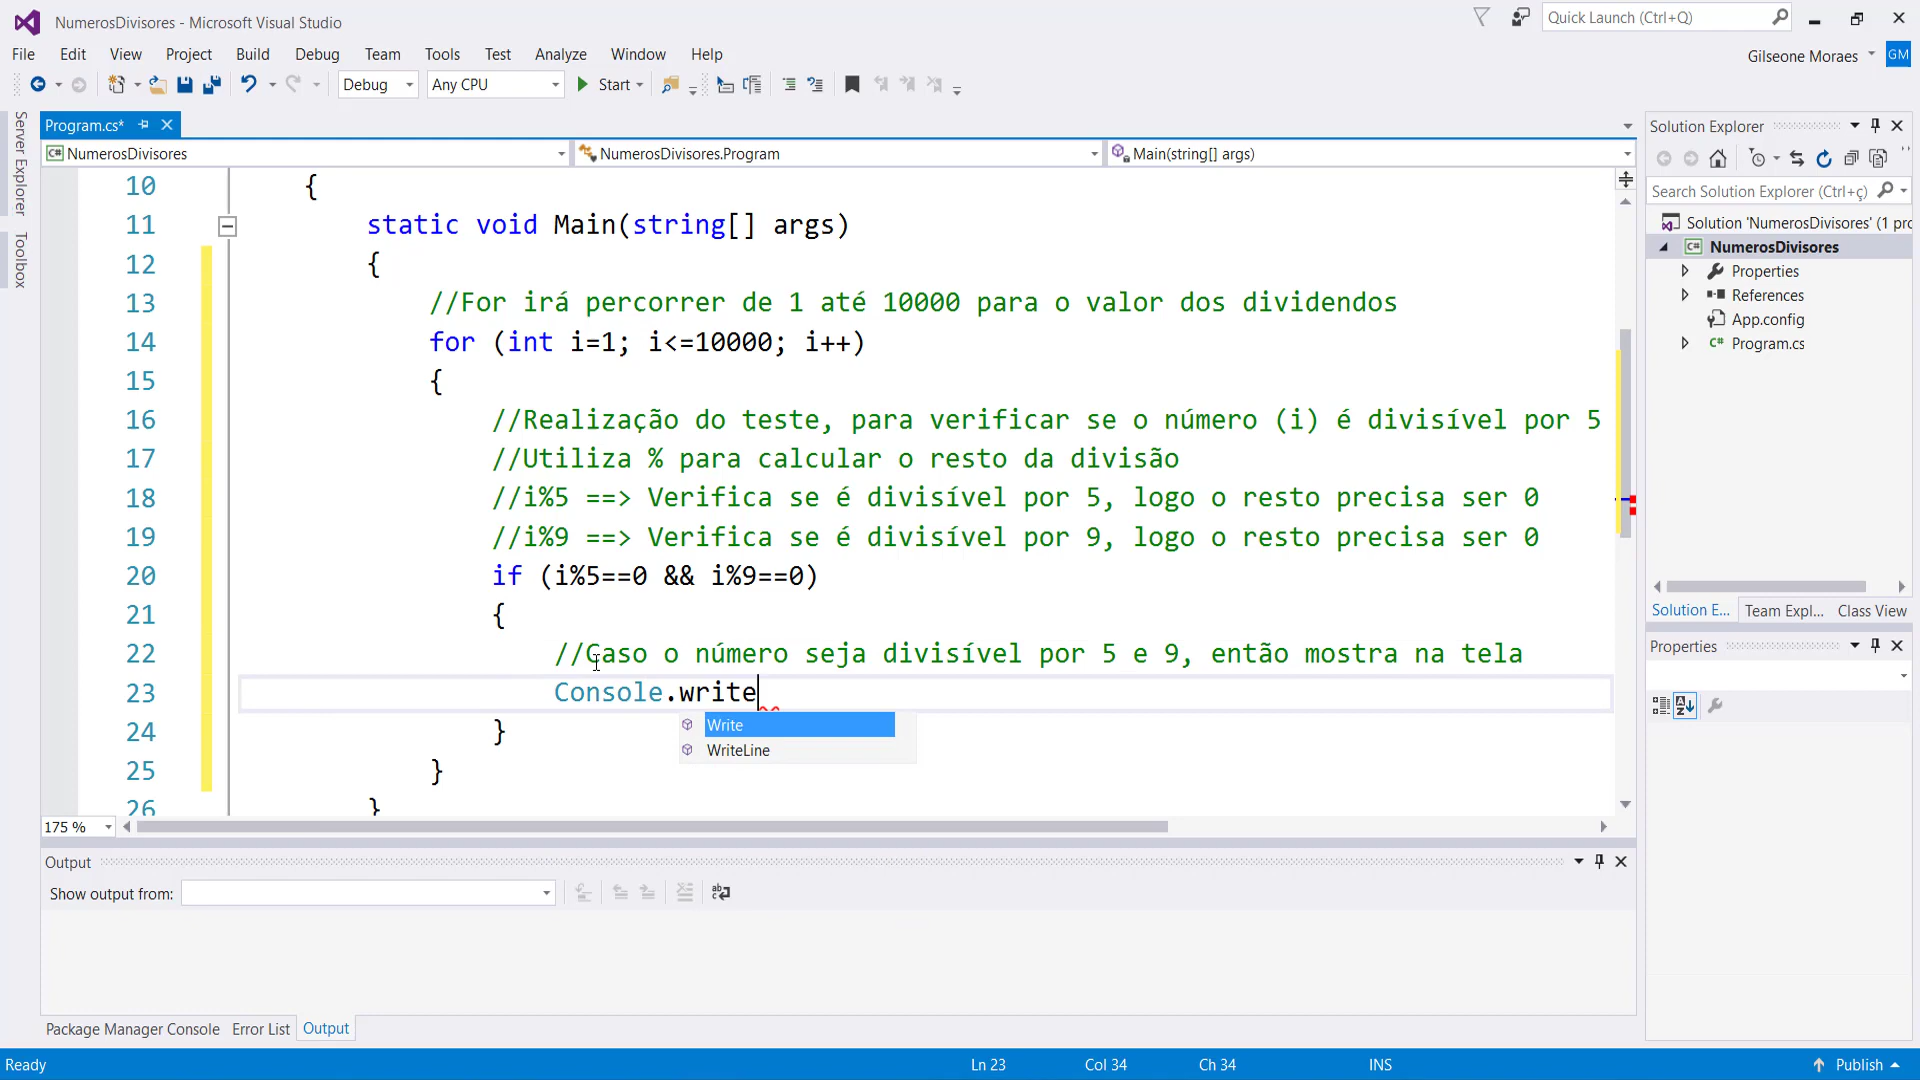 NumerosDivisores - Microsoft Visual Studio
Quick Launch (Ctrl+Q)
File Edit View Project Build Debug Team Tools Test Analyze Window Help
Gilseone Moraes GM
Debug Any CPU Start
Server Explorer
Toolbox
Program.cs*
NumerosDivisores NumerosDivisores.Program Main(string[] args)
10 {
11 static void Main(string[] args)
12 {
13 //For irá percorrer de 1 até 10000 para o valor dos dividendos
14 for (int i=1; i<=10000; i++)
15 {
16 //Realização do teste, para verificar se o número (i) é divisível por 5
17 //Utiliza % para calcular o resto da divisão
18 //i%5 ==> Verifica se é divisível por 5, logo o resto precisa ser 0
19 //i%9 ==> Verifica se é divisível por 9, logo o resto precisa ser 0
20 if (i%5==0 && i%9==0)
21 {
22 //Caso o número seja divisível por 5 e 9, então mostra na tela
23 Console.write
Write
WriteLine
24 }
25 }
26 }
175 %
Output
Show output from:
Package Manager Console Error List Output
Solution Explorer
Search Solution Explorer (Ctrl+ç)
Solution 'NumerosDivisores' (1 pro
NumerosDivisores
Properties
References
App.config
Program.cs
Solution E... Team Expl... Class View
Properties
Ready Ln 23 Col 34 Ch 34 INS Publish